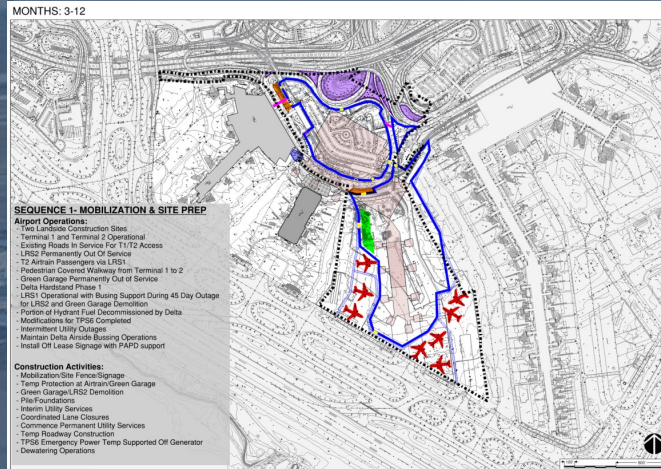 MONTHS: 3-12
SEQUENCE 1- MOBILIZATION & SITE PREP
Airport Operations:
- Two Landside Construction Sites
- Terminal 1 and Terminal 2 Operational
- Existing Roads In Service For T1/T2 Access
- LRS2 Permanently Out Of Service
- T2 Airtrain Passengers via LRS1
- Pedestrian Covered Walkway from Terminal 1 to 2
- Green Garage Permanently Out of Service
- Delta Hardstand Phase 1
- LRS1 Operational with Busing Support During 45 Day Outage
for LRS2 and Green Garage Demolition
- Portion of Hydrant Fuel Decommissioned by Delta
- Modifications for TPS6 Completed
- Intermittent Utility Outages
- Maintain Delta Airside Bussing Operations
- Install Off Lease Signage with PAPD support
Construction Activities:
- Mobilization/Site Fence/Signage
- Temp Protection at Airtrain/Green Garage
- Green Garage/LRS2 Demolition
- Pile/Foundations
- Interim Utility Services
- Coordinated Lane Closures
- Commence Permanent Utility Services
- Temp Roadway Construction
- TPS6 Emergency Power Temp Supported Off Generator
- Dewatering Operations